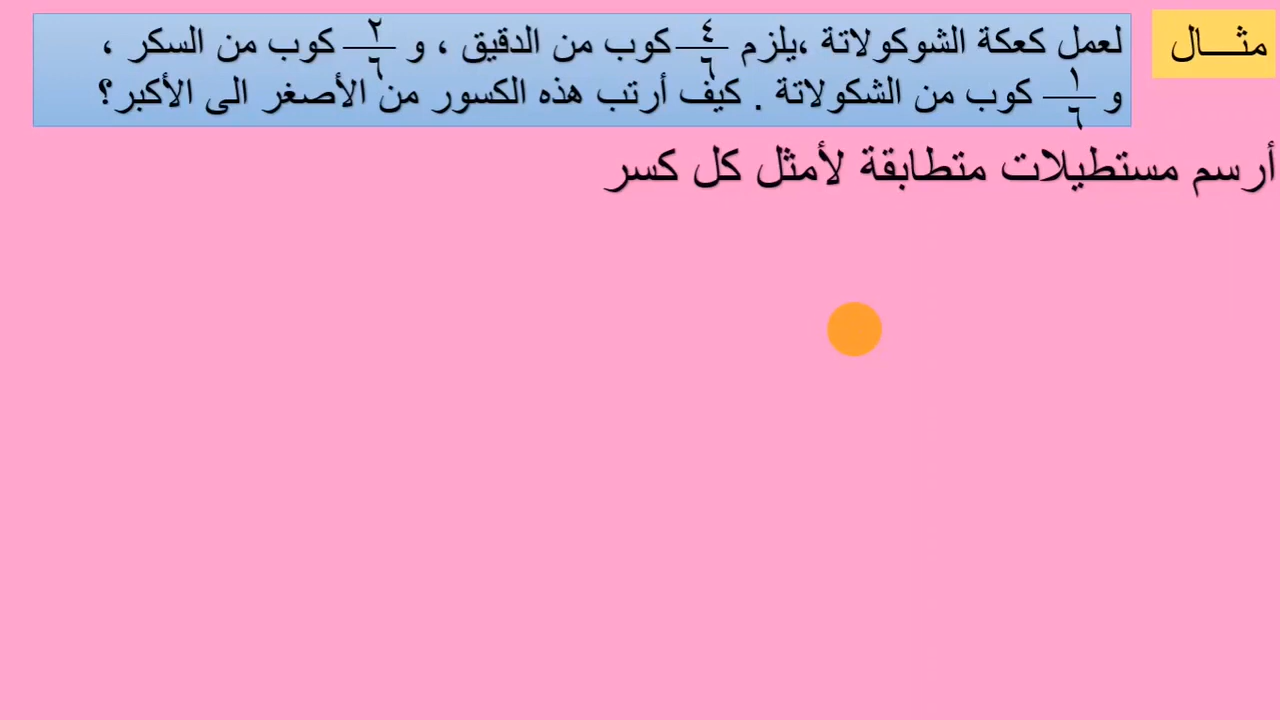 مثـــال
لعمل كعكة الشوكولاتة ،يلزم ٤/٦ كوب من الدقيق ، و ٢/٦ كوب من السكر ،
و ١/٦ كوب من الشكولاتة . كيف أرتب هذه الكسور من الأصغر الى الأكبر؟
أرسم مستطيلات متطابقة لأمثل كل كسر